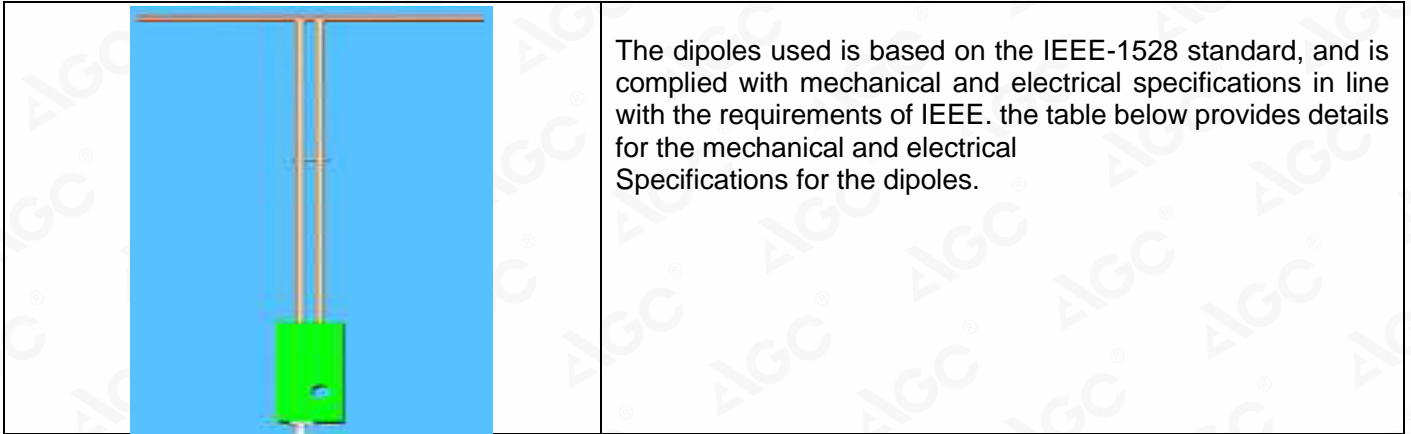 The dipoles used is based on the IEEE-1528 standard, and is
complied with mechanical and electrical specifications in line
with the requirements of IEEE. the table below provides details
for the mechanical and electrical
Specifications for the dipoles.